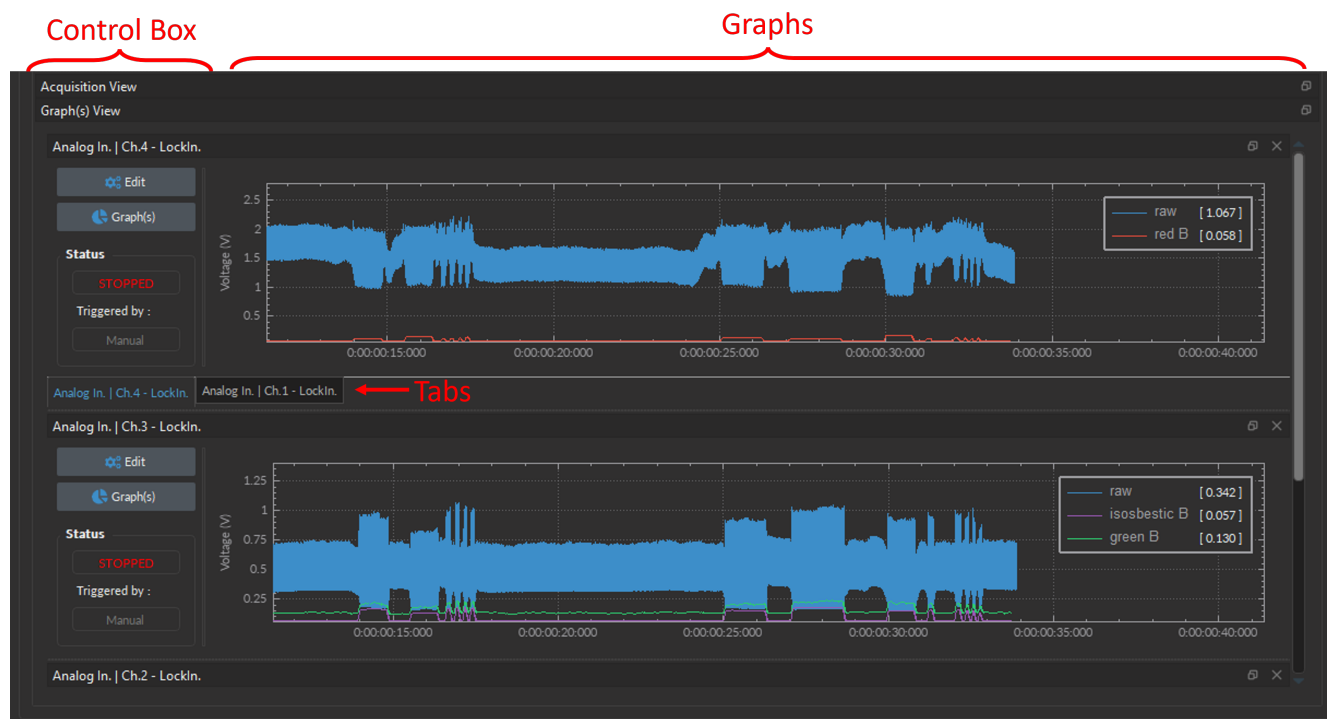 Control Box
Graphs
Acquisition View
Graph(s) View
Analog In. | Ch.4 - LockIn.
Edit
Graph(s)
Status
STOPPED
Triggered by :
Manual
Voltage (V)
2.5
2
1.5
1
0.5
raw [ 1.067 ]
red B [ 0.058 ]
0:00:00:15:000 0:00:00:20:000 0:00:00:25:000 0:00:00:30:000 0:00:00:35:000 0:00:00:40:000
Analog In. | Ch.4 - LockIn. Analog In. | Ch.1 - LockIn. Tabs
Analog In. | Ch.3 - LockIn.
Edit
Graph(s)
Status
STOPPED
Triggered by :
Manual
Voltage (V)
1.25
1
0.75
0.5
0.25
raw [ 0.342 ]
isosbestic B [ 0.057 ]
green B [ 0.130 ]
0:00:00:15:000 0:00:00:20:000 0:00:00:25:000 0:00:00:30:000 0:00:00:35:000 0:00:00:40:000
Analog In. | Ch.2 - LockIn.